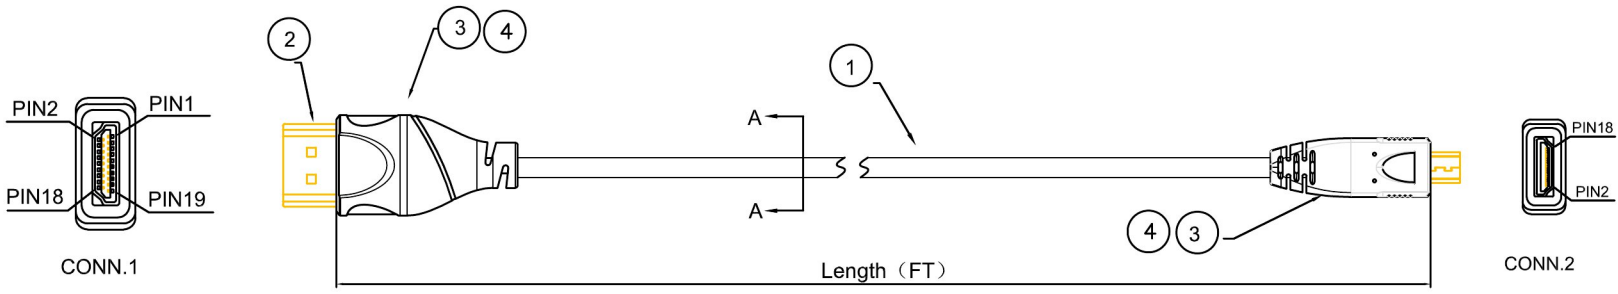 2
3 4
1
PIN2 PIN1
A
PIN18
PIN18 PIN19
PIN2
A
4 3
CONN.1
Length（FT）
CONN.2